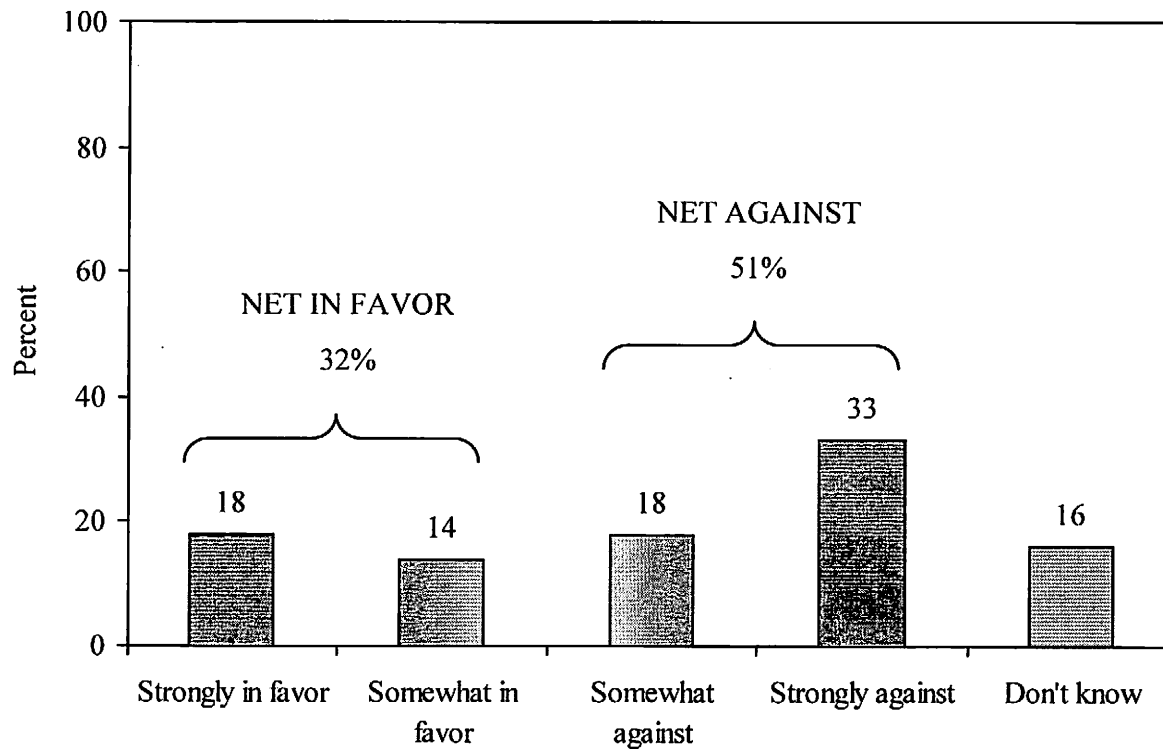 100
80
60
40
20
0
Percent
NET IN FAVOR
32%
NET AGAINST
51%
18
14
18
33
16
Strongly in favor
Somewhat in
favor
Somewhat
against
Strongly against
Don't know